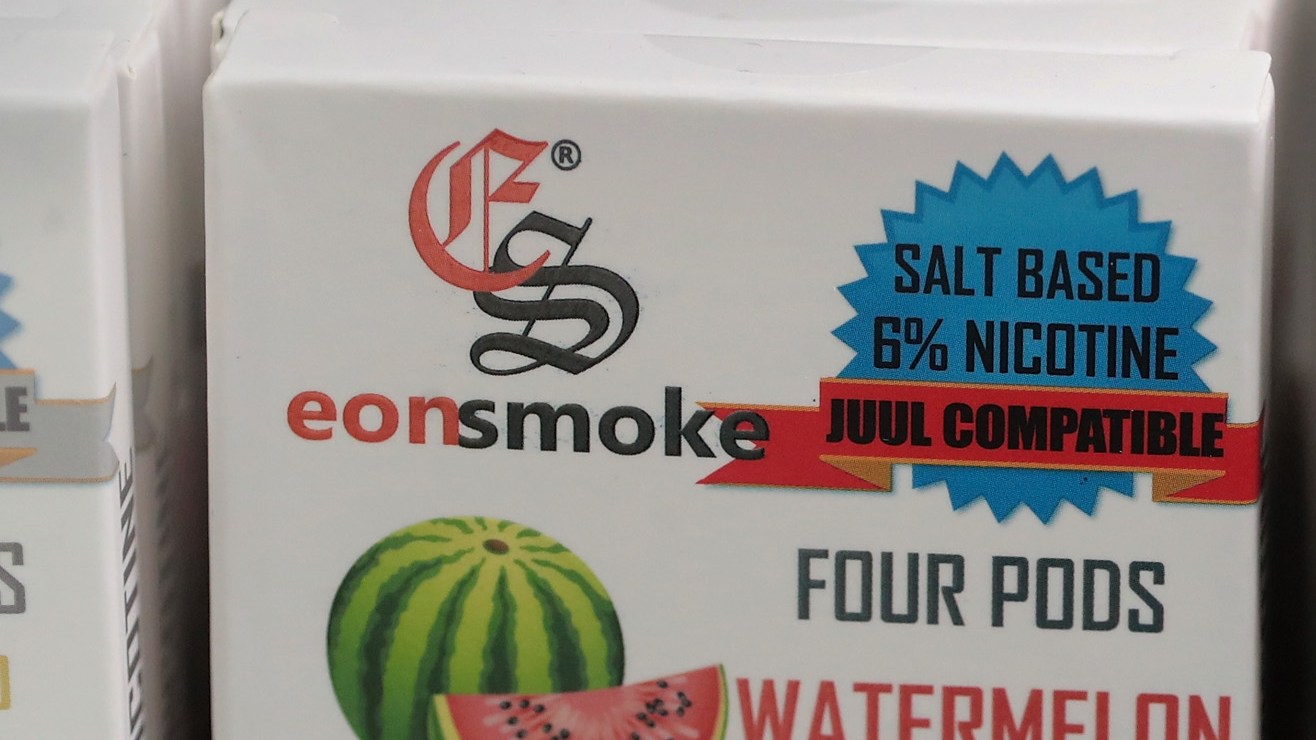 ES®
eonsmoke
SALT BASED
6% NICOTINE
JUUL COMPATIBLE
FOUR PODS
WATERMELON